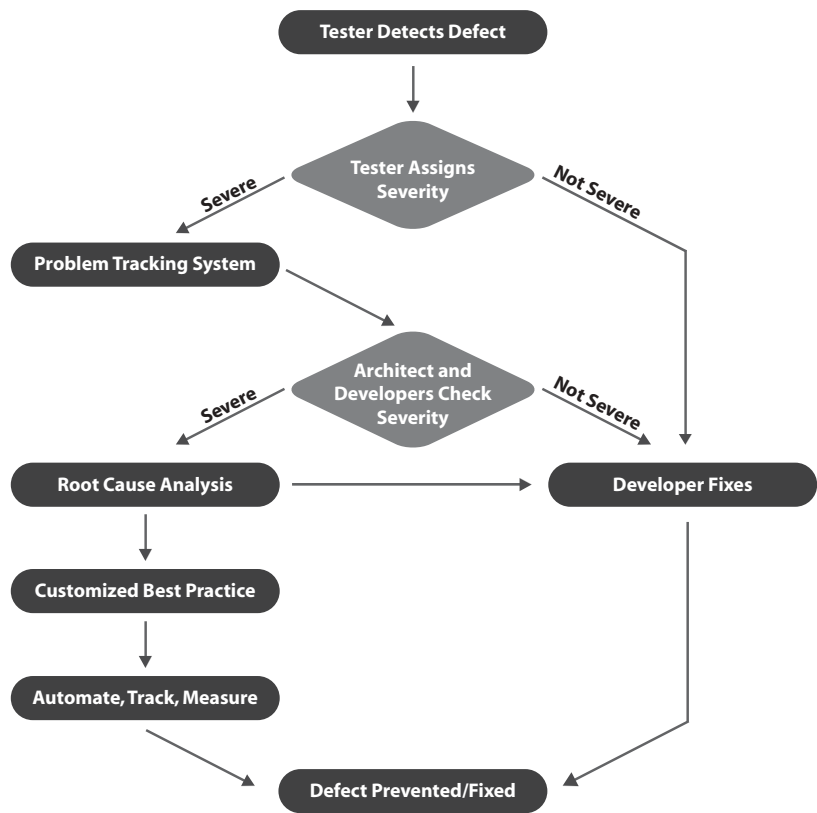 Tester Detects Defect
Tester Assigns
Severity
Severe
Not Severe
Problem Tracking System
Architect and
Developers Check
Severity
Severe
Not Severe
Root Cause Analysis
Developer Fixes
Customized Best Practice
Automate, Track, Measure
Defect Prevented/Fixed